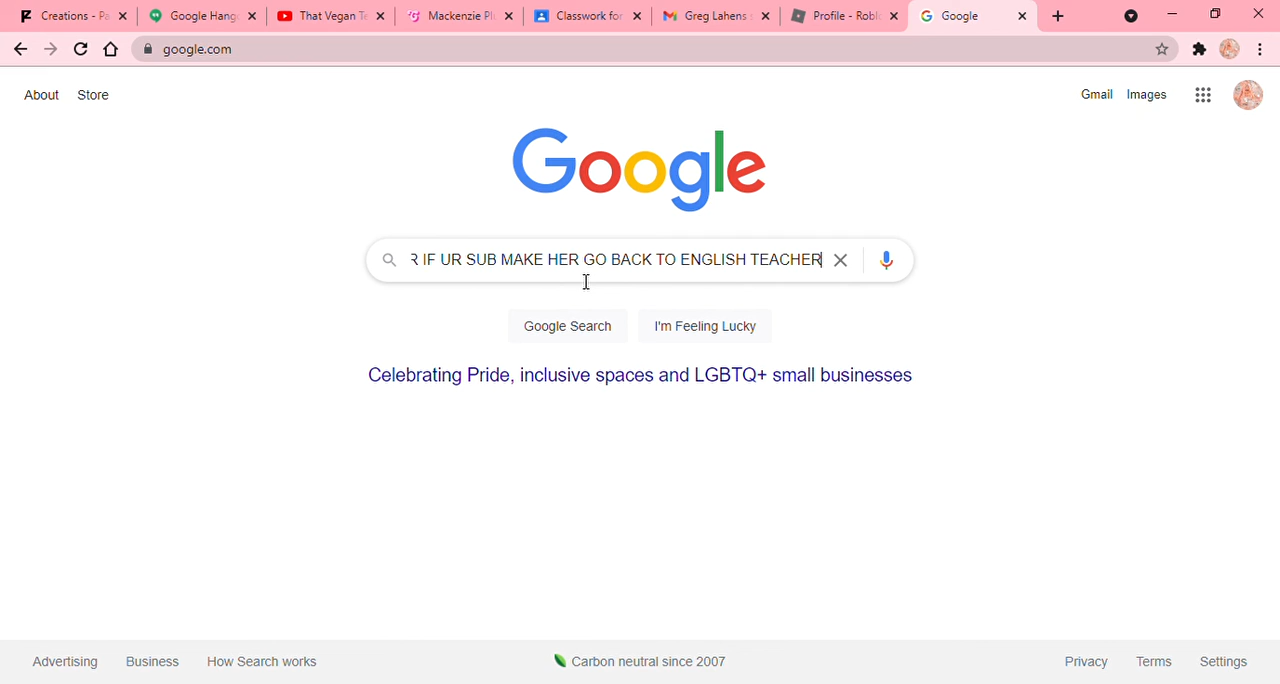 Creations - Pa
Google Hang
That Vegan Te
Mackenzie Plu
Classwork for
Greg Lahens
Profile - Roblo
Google
google.com
About
Store
Gmail
Images
Google
R IF UR SUB MAKE HER GO BACK TO ENGLISH TEACHER
Google Search
I'm Feeling Lucky
Celebrating Pride, inclusive spaces and LGBTQ+ small businesses
Advertising
Business
How Search works
Carbon neutral since 2007
Privacy
Terms
Settings